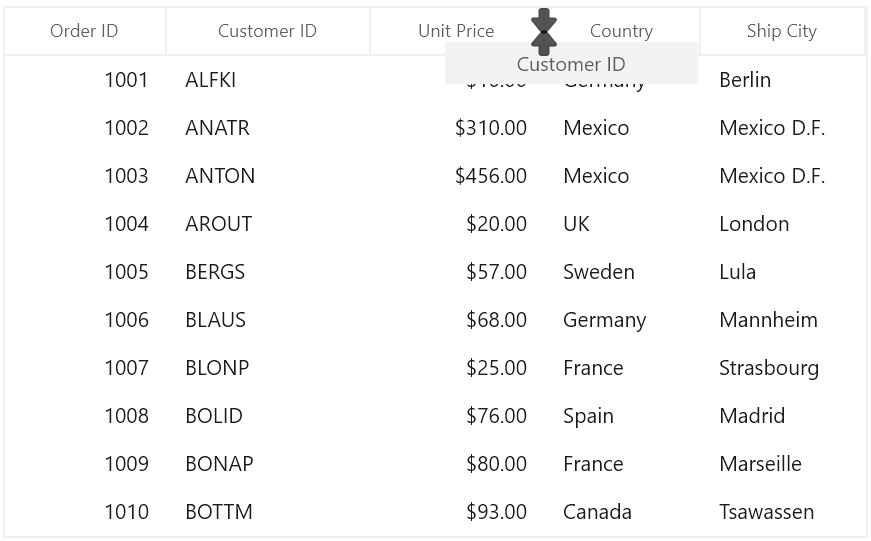 Order ID Customer ID Unit Price Country Ship City
Customer ID
1001 ALFKI Berlin
1002 ANATR $310.00 Mexico Mexico D.F.
1003 ANTON $456.00 Mexico Mexico D.F.
1004 AROUT $20.00 UK London
1005 BERGS $57.00 Sweden Lula
1006 BLAUS $68.00 Germany Mannheim
1007 BLONP $25.00 France Strasbourg
1008 BOLID $76.00 Spain Madrid
1009 BONAP $80.00 France Marseille
1010 BOTTM $93.00 Canada Tsawassen